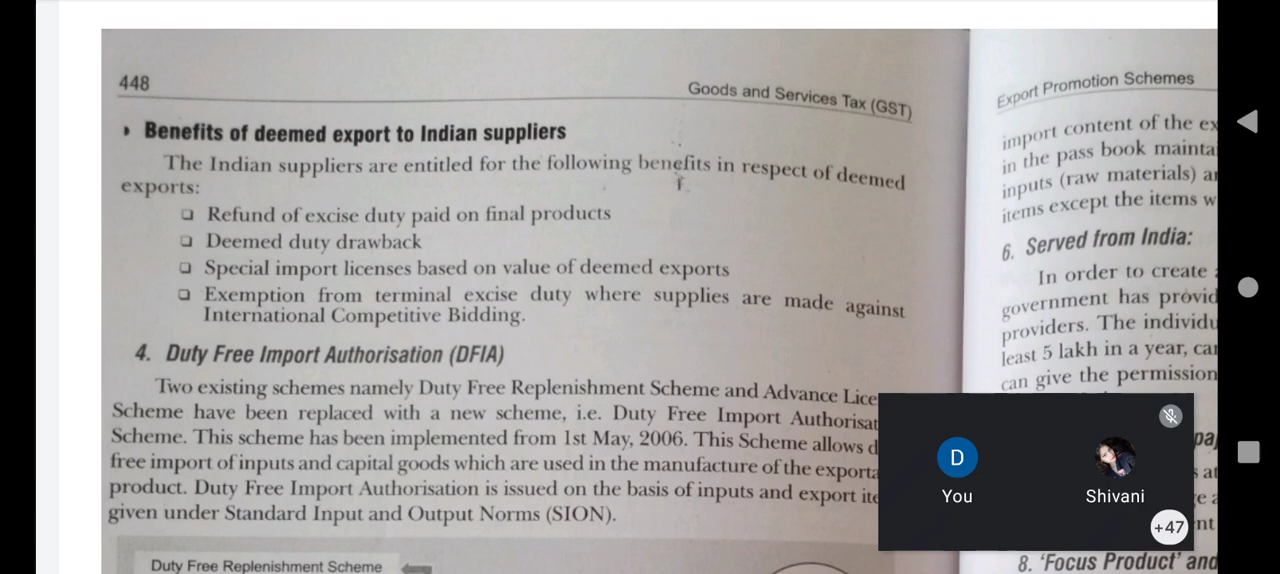 448
Goods and Services Tax (GST)
Benefits of deemed export to Indian suppliers
The Indian suppliers are entitled for the following benefits in respect of deemed
exports:
Refund of excise duty paid on final products
Deemed duty drawback
Special import licenses based on value of deemed exports
Exemption from terminal excise duty where supplies are made against
International Competitive Bidding.
4. Duty Free Import Authorisation (DFIA)
Two existing schemes namely Duty Free Replenishment Scheme and Advance
Scheme have been replaced with a new scheme, i.e. Duty Free Import
Scheme. This scheme has been implemented from 1st May, 2006. This Scheme allows
free import of inputs and capital goods which are used in the manufacture of the
product. Duty Free Import Authorisation is issued on the basis of inputs and export
given under Standard Input and Output Norms (SION).
Duty Free Replenishment Scheme
Export Promotion Schemes
import content of the
in the pass book
inputs (raw materials)
items except the items
6. Served from India:
In order to create
government has
providers. The
least 5 lakh in a year,
can give the permission
8. 'Focus Product' and
D
You
Shivani
+47